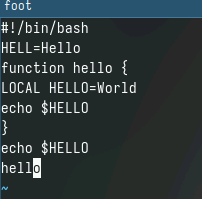 foot
#!/bin/bash
HELL=Hello
function hello {
LOCAL HELLO=World
echo $HELLO
}
echo $HELLO
hello
~